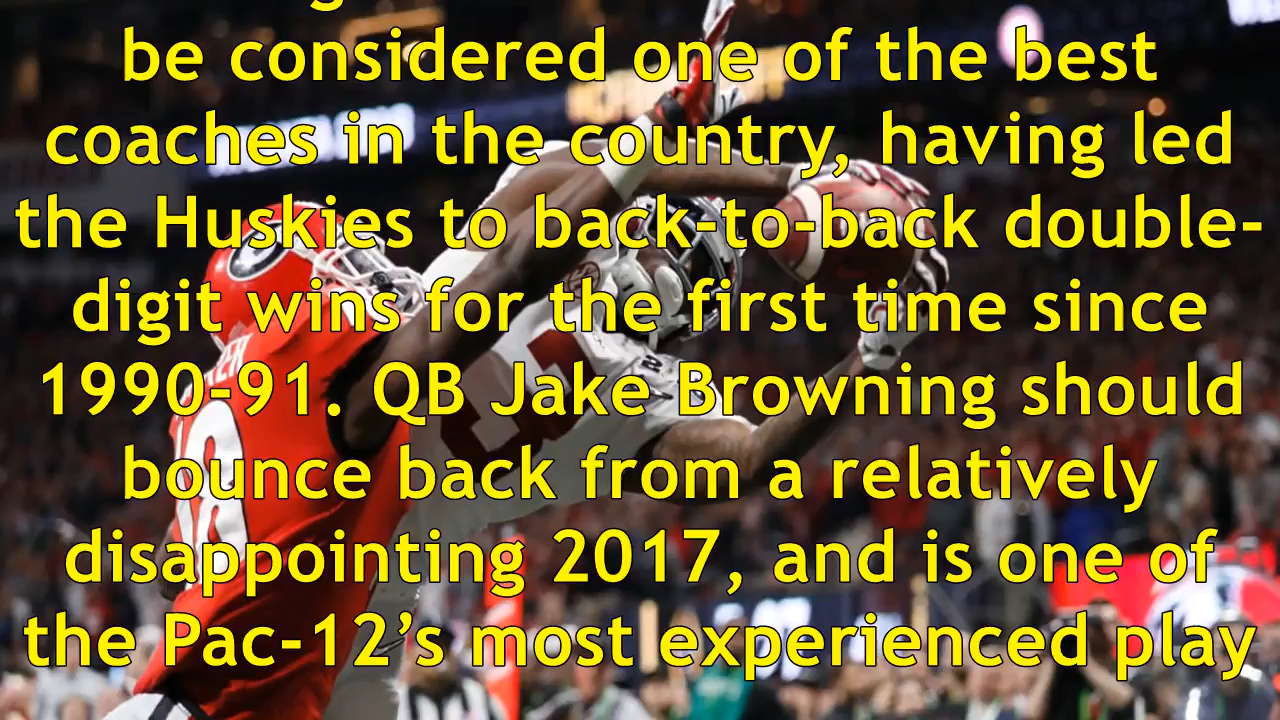 be considered one of the best
coaches in the country, having led
the Huskies to back-to-back double-
digit wins for the first time since
1990-91. QB Jake Browning should
bounce back from a relatively
disappointing 2017, and is one of
the Pac-12’s most experienced play